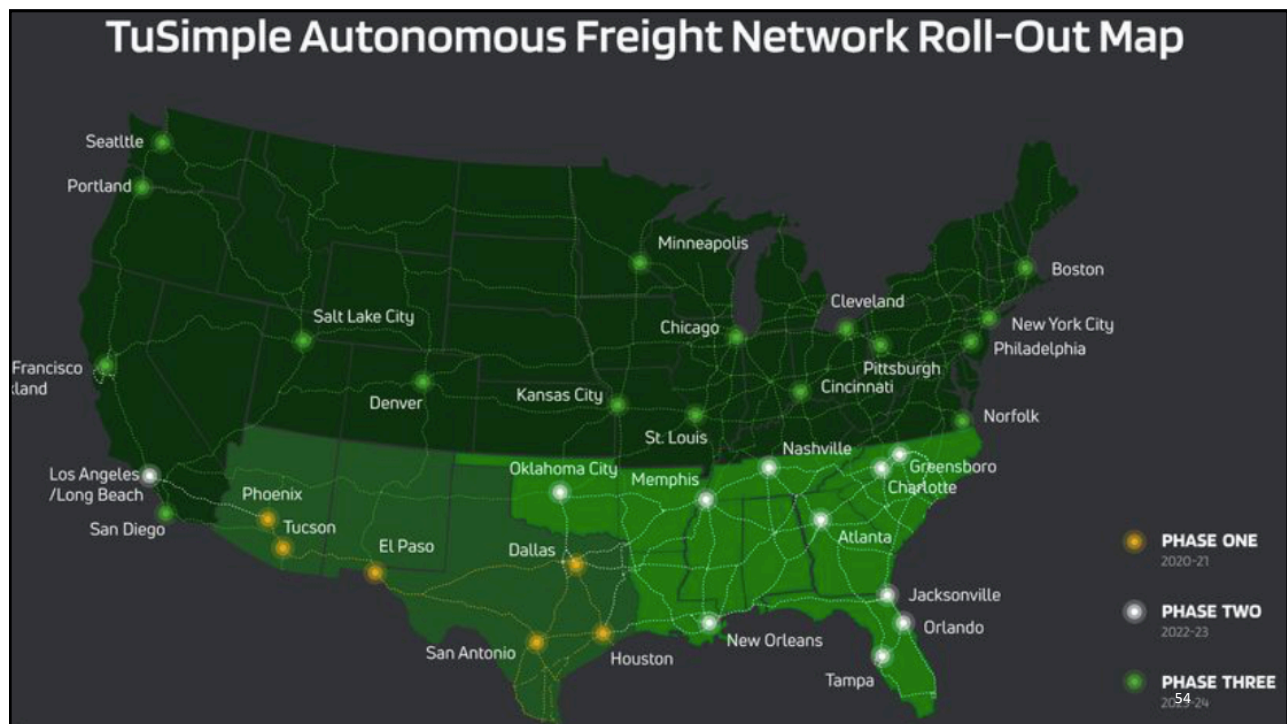 TuSimple Autonomous Freight Network Roll-Out Map
Seatltle
Portland
Minneapolis
Boston
Salt Lake City
Cleveland
Chicago
New York City
Philadelphia
Francisco
kland
Pittsburgh
Denver
Kansas City
Cincinnati
St. Louis
Norfolk
Nashville
Los Angeles
/Long Beach
Oklahoma City
Memphis
Greensboro
Charlotte
Phoenix
San Diego
Tucson
El Paso
Dallas
Atlanta
PHASE ONE
2020-21
Jacksonville
PHASE TWO
2022-23
Orlando
New Orleans
San Antonio
Houston
Tampa
PHASE THREE
54